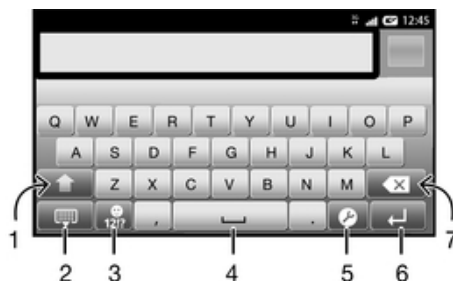 12:45
Q W E R T Y U I O P
A S D F G H J K L
Z X C V B N M
12!? , .
1 2 3 4 5 6 7